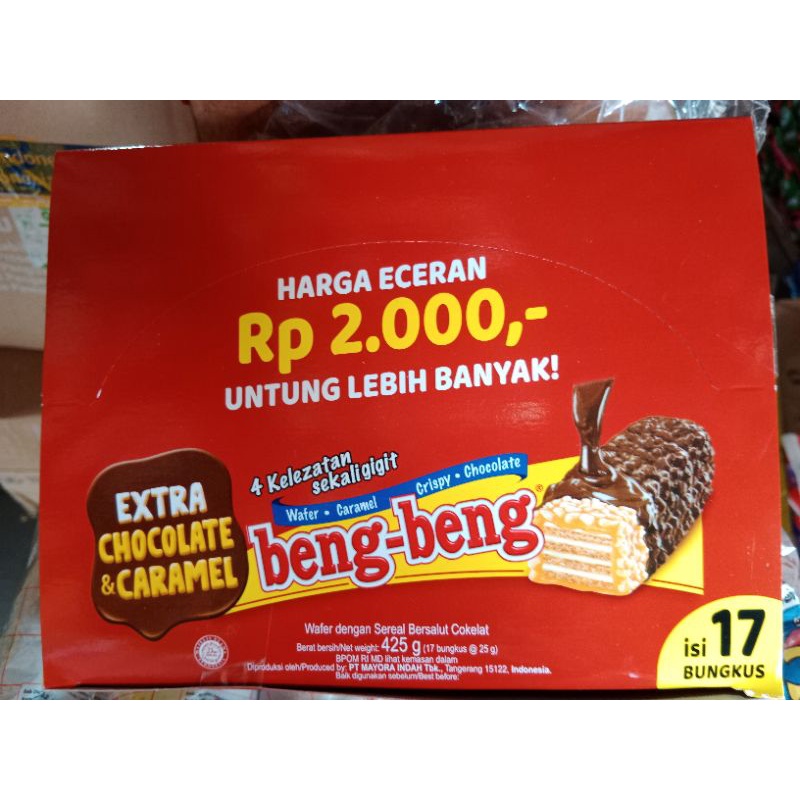 HARGA ECERAN
Rp 2.000,-
UNTUNG LEBIH BANYAK!
4 Kelezatan
sekali gigit
Wafer • Caramel Crispy • Chocolate
beng-beng®
EXTRA
CHOCOLATE
& CARAMEL
Wafer dengan Sereal Bersalut Cokelat
Berat bersih/Net weight: 425 g (17 bungkus @ 25 g)
BPOM RI MD lihat kemasan dalam
Diproduksi oleh/Produced by: PT MAYORA INDAH Tbk., Tangerang 15122, Indonesia.
Baik digunakan sebelum/Best before:
isi 17
BUNGKUS